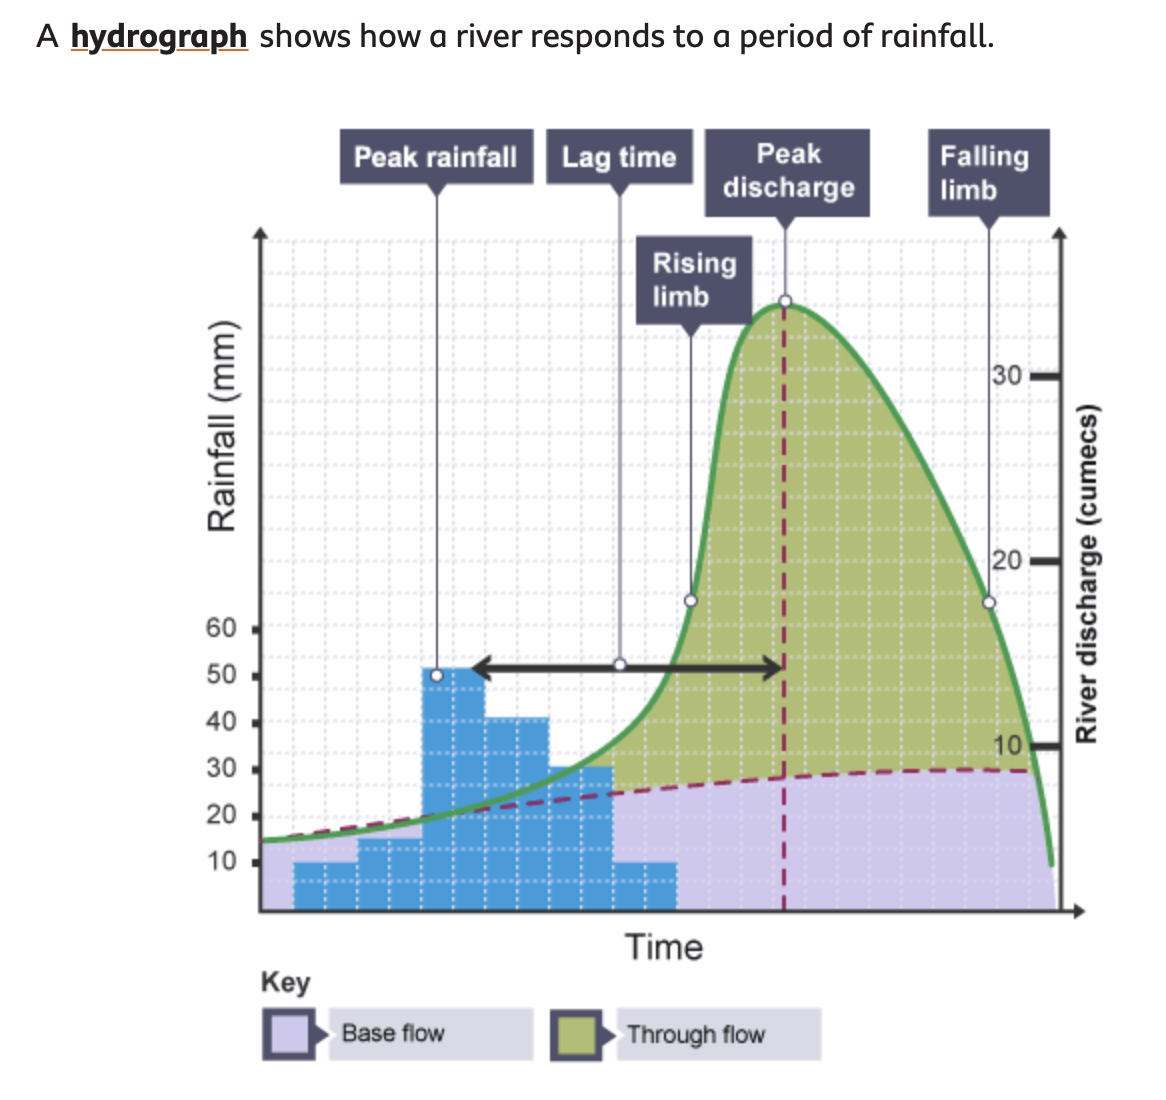 A hydrograph shows how a river responds to a period of rainfall.
Peak rainfall
Lag time
Peak
discharge
Falling
limb
Rising
limb
Rainfall (mm)
60
50
40
30
20
10
30
20
10
River discharge (cumecs)
Time
Key
Base flow
Through flow